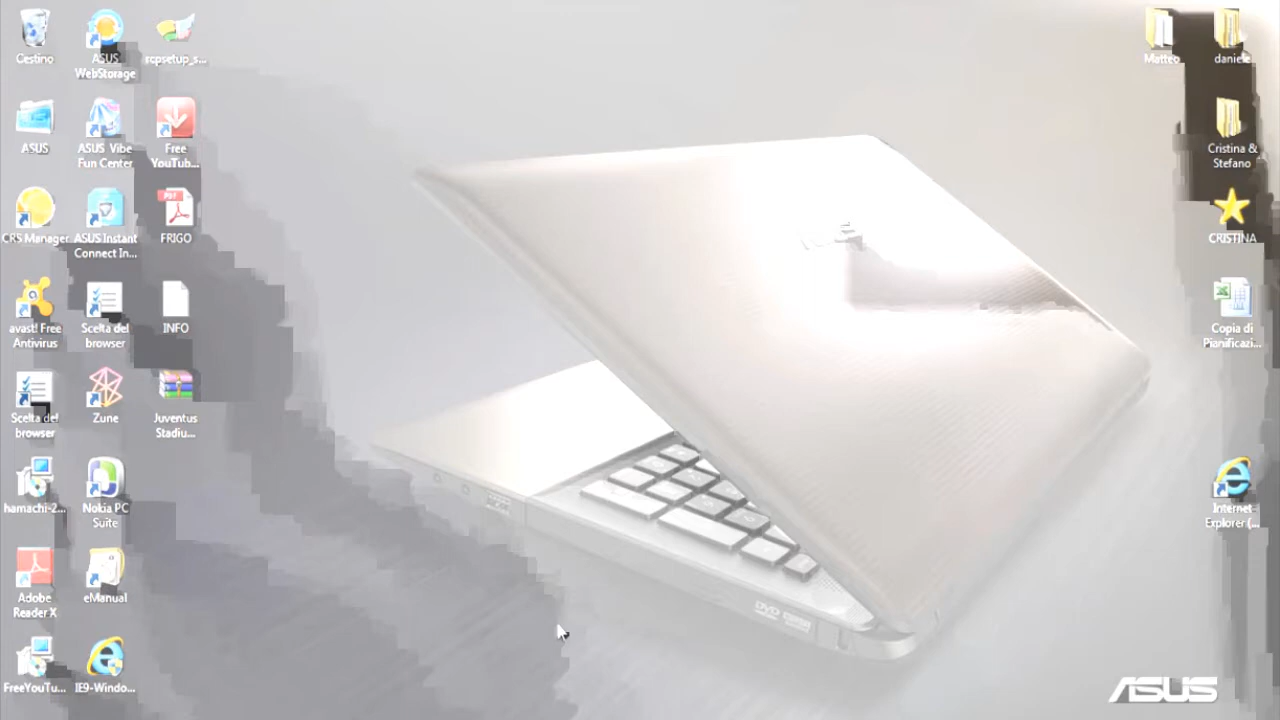 Cestino
ASUS
WebStorage
rcpsetup_s...
ASUS
ASUS Vibe
Fun Center
Free
YouTub...
CRS Manager
ASUS Instant
Connect In...
FRIGO
avast! Free
Antivirus
Scelta del
browser
INFO
Scelta del
browser
Zune
Juventus
Stadiu...
hamachi-2...
Nokia PC
Suite
Adobe
Reader X
eManual
FreeYouTu...
IE9-Windo...
Matteo
daniele
Cristina &
Stefano
CRISTINA
Copia di
Pianificazi...
Internet
Explorer (...
DVD
ASUS